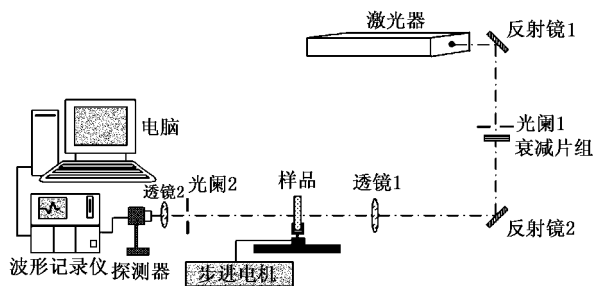 激光器
反射镜1
光阑1
衰减片组
电脑
透镜2
光阑2
样品
透镜1
反射镜2
波形记录仪
探测器
步进电机